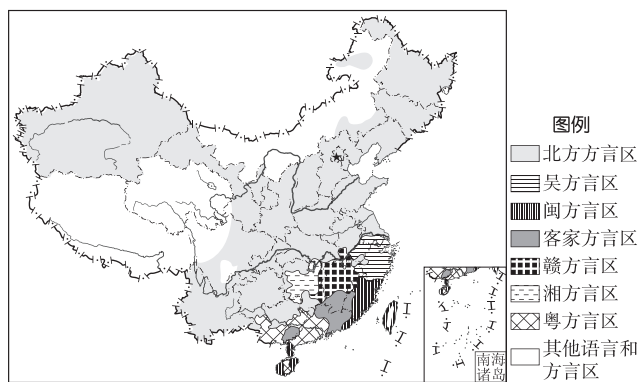 图例
北方方言区
吴方言区
闽方言区
客家方言区
赣方言区
湘方言区
粤方言区
其他语言和
方言区
南海
诸岛